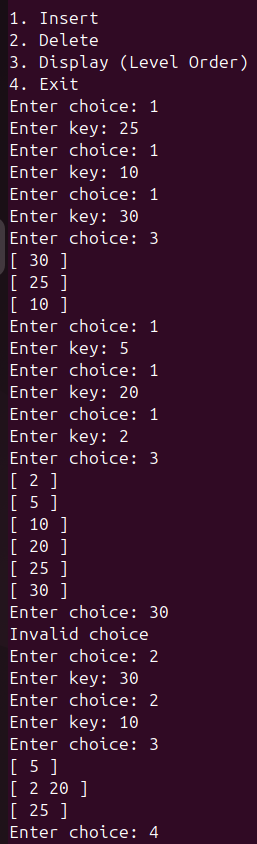 1. Insert
2. Delete
3. Display (Level Order)
4. Exit
Enter choice: 1
Enter key: 25
Enter choice: 1
Enter key: 10
Enter choice: 1
Enter key: 30
Enter choice: 3
[ 30 ]
[ 25 ]
[ 10 ]
Enter choice: 1
Enter key: 5
Enter choice: 1
Enter key: 20
Enter choice: 1
Enter key: 2
Enter choice: 3
[ 2 ]
[ 5 ]
[ 10 ]
[ 20 ]
[ 25 ]
[ 30 ]
Enter choice: 30
Invalid choice
Enter choice: 2
Enter key: 30
Enter choice: 2
Enter key: 10
Enter choice: 3
[ 5 ]
[ 2 20 ]
[ 25 ]
Enter choice: 4